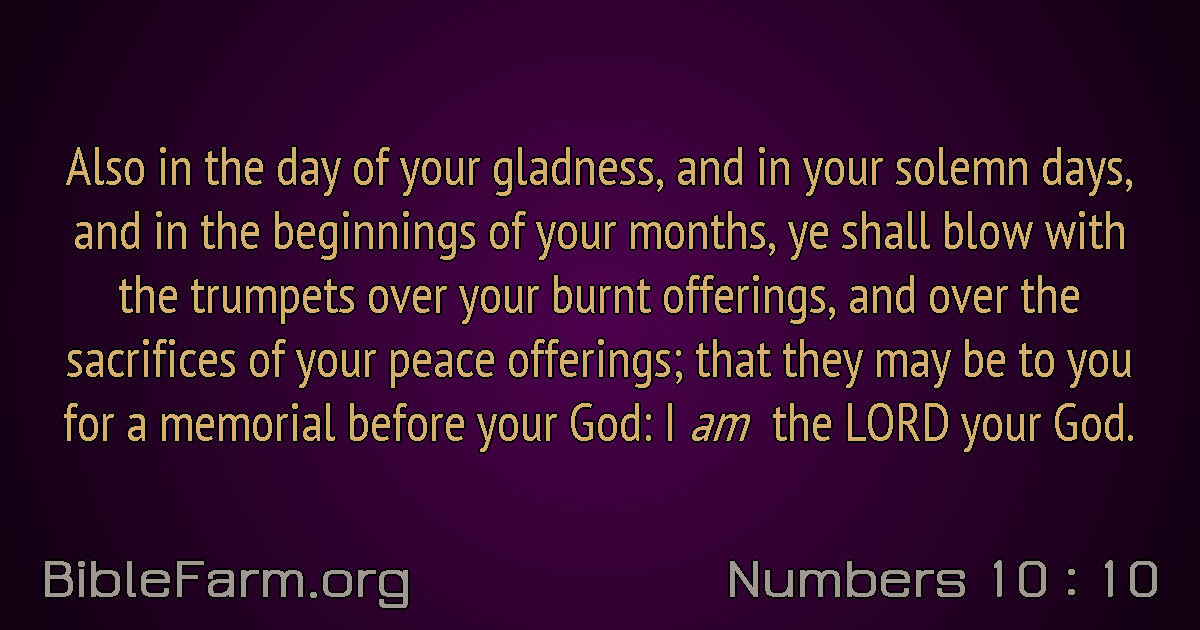 Also in the day of your gladness, and in your solemn days,
and in the beginnings of your months, ye shall blow with
the trumpets over your burnt offerings, and over the
sacrifices of your peace offerings; that they may be to you
for a memorial before your God: I am the LORD your God.
BibleFarm.org
Numbers 10 : 10